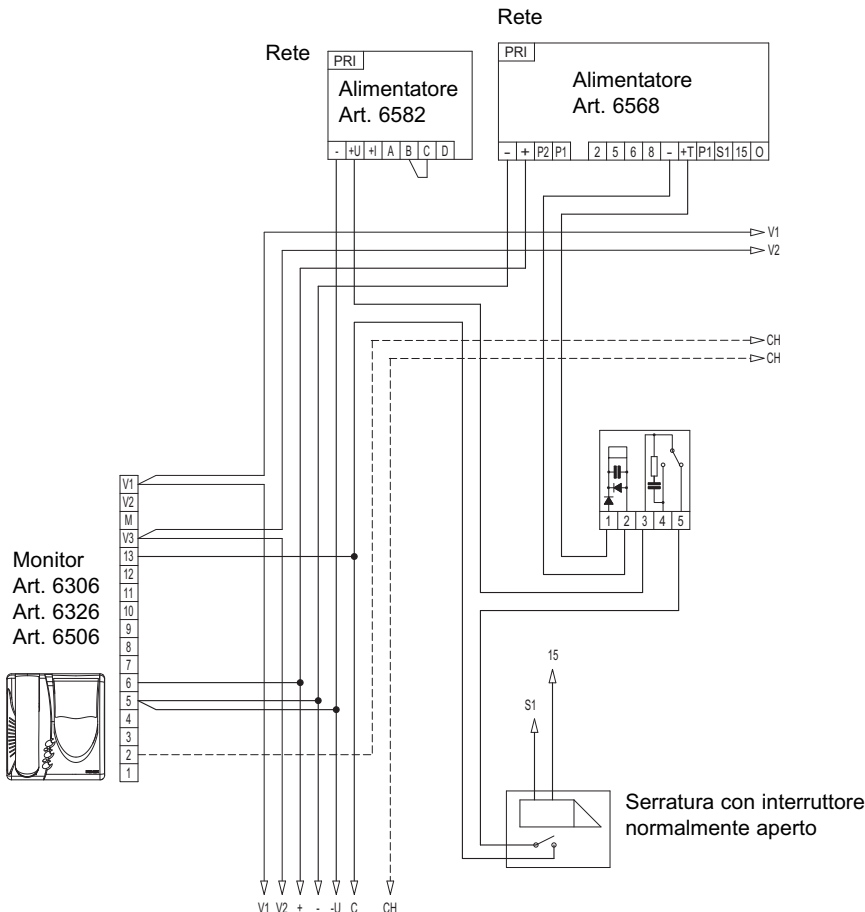 Rete
Rete
PRI
Alimentatore
Art. 6582
- +U +I A B C D
PRI
Alimentatore
Art. 6568
- + P2 P1 2 5 6 8 - +T P1 S1 15 O
V1
V2
CH
CH
1 2 3 4 5
V1
V2
M
V3
13
12
11
10
9
8
7
6
5
4
3
2
1
Monitor
Art. 6306
Art. 6326
Art. 6506
15
S1
Serratura con interruttore
normalmente aperto
V1 V2 + - -U C CH